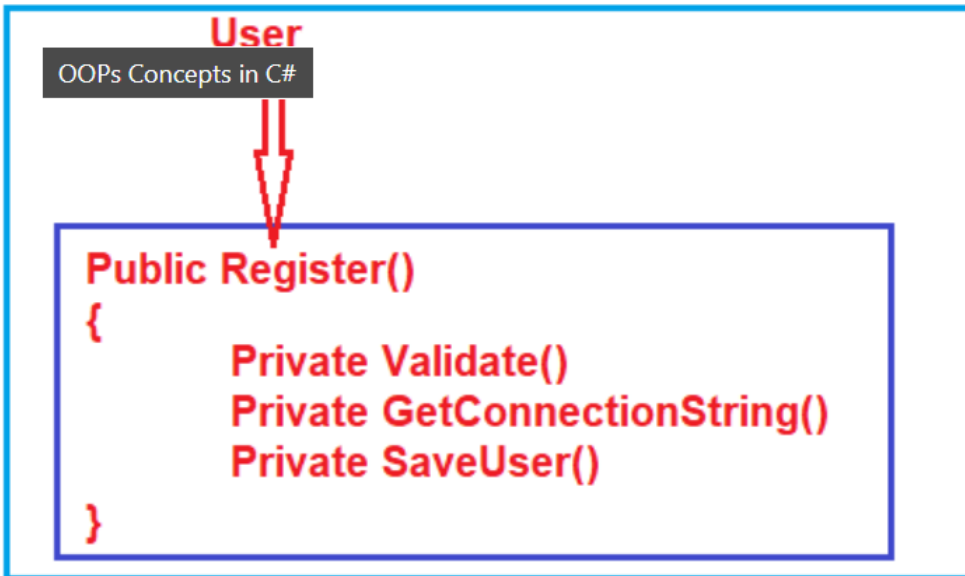 User
OOPs Concepts in C#
Public Register()
{
Private Validate()
Private GetConnectionString()
Private SaveUser()
}